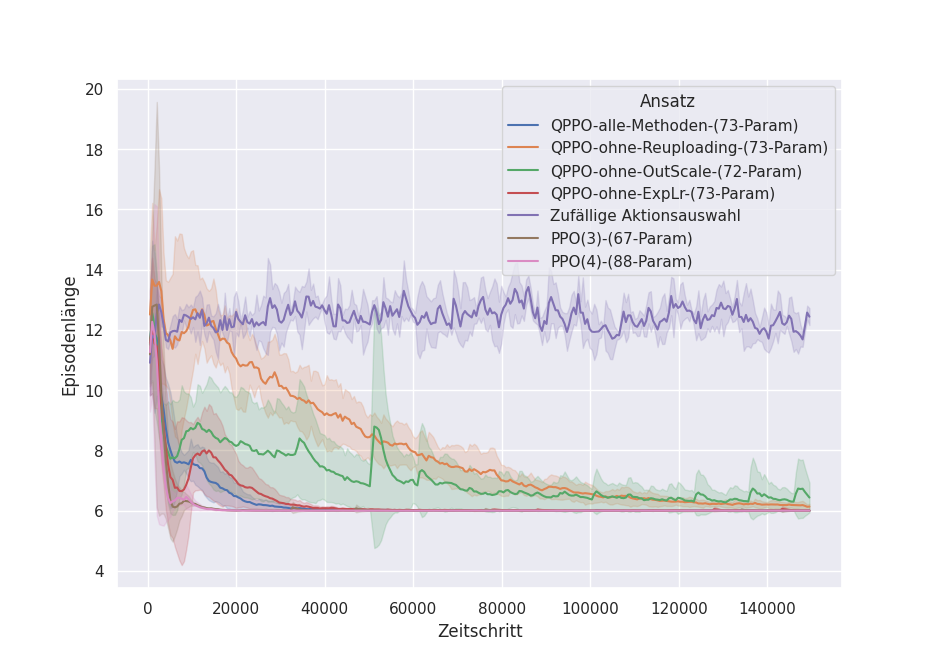 Ansatz
QPPO-alle-Methoden-(73-Param)
QPPO-ohne-Reuploading-(73-Param)
QPPO-ohne-OutScale-(72-Param)
QPPO-ohne-ExpLr-(73-Param)
Zufällige Aktionsauswahl
PPO(3)-(67-Param)
PPO(4)-(88-Param)
Episodenlänge
20
18
16
14
12
10
8
6
4
0 20000 40000 60000 80000 100000 120000 140000
Zeitschritt